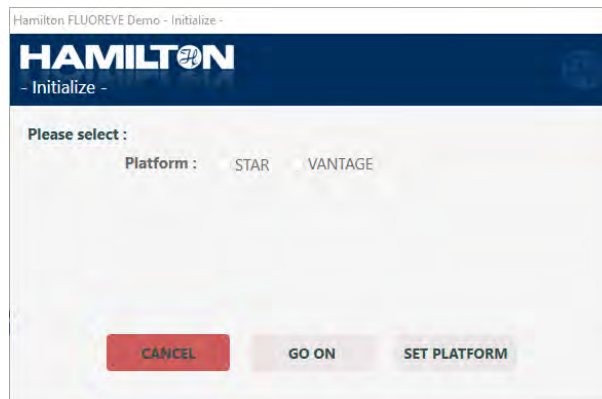 Hamilton FLUOREYE Demo - Initialize -
HAMILTON
- Initialize -
Please select :
Platform : STAR VANTAGE
CANCEL GO ON SET PLATFORM